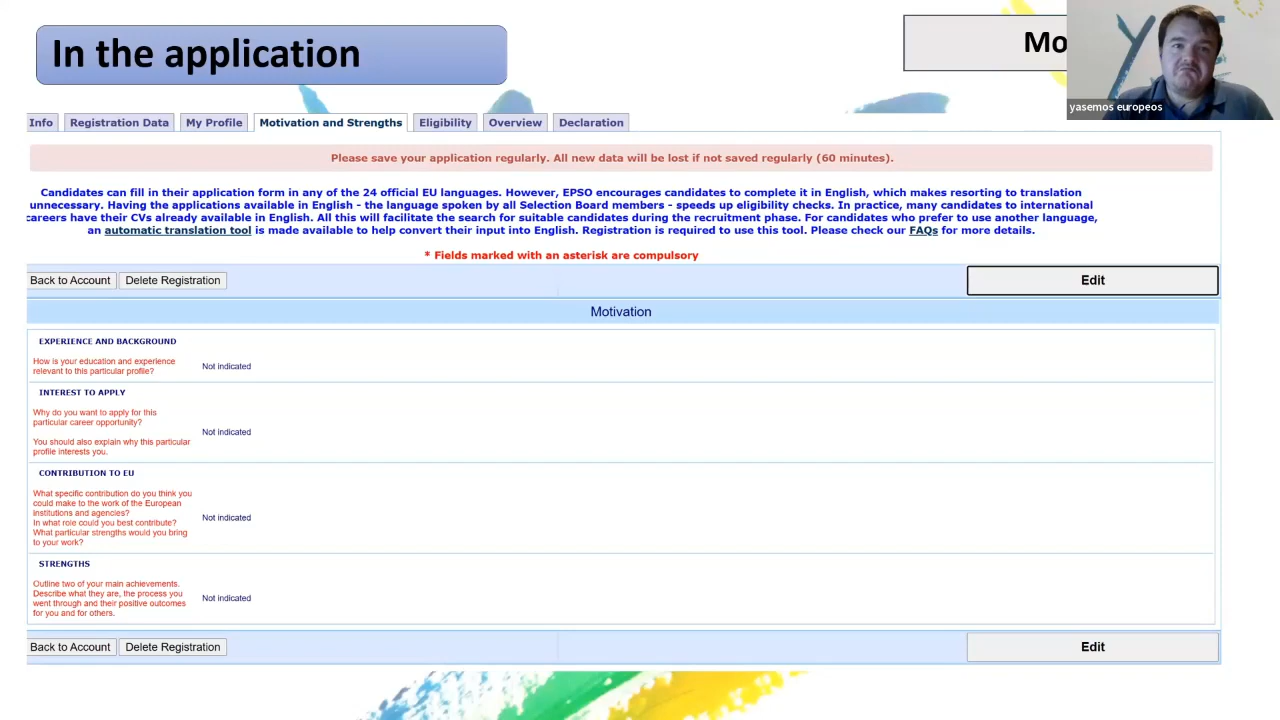 In the application
Mo
yasemos europeos
Info
Registration Data
My Profile
Motivation and Strengths
Eligibility
Overview
Declaration
Please save your application regularly. All new data will be lost if not saved regularly (60 minutes).
Candidates can fill in their application form in any of the 24 official EU languages. However, EPSO encourages candidates to complete it in English, which makes resorting to translation
unnecessary. Having the applications available in English - the language spoken by all Selection Board members - speeds up eligibility checks. In practice, many candidates to international
careers have their CVs already available in English. All this will facilitate the search for suitable candidates during the recruitment phase. For candidates who prefer to use another language,
an automatic translation tool is made available to help convert their input into English. Registration is required to use this tool. Please check our FAQs for more details.
* Fields marked with an asterisk are compulsory
Back to Account
Delete Registration
Edit
Motivation
EXPERIENCE AND BACKGROUND
How is your education and experience
relevant to this particular profile?
Not indicated
INTEREST TO APPLY
Why do you want to apply for this
particular career opportunity?
You should also explain why this particular
profile interests you.
Not indicated
CONTRIBUTION TO EU
What specific contribution do you think you
could make to the work of the European
institutions and agencies?
In what role could you best contribute?
What particular strengths would you bring
to your work?
Not indicated
STRENGTHS
Outline two of your main achievements.
Describe what they are, the process you
went through and their positive outcomes
for you and for others.
Not indicated
Back to Account
Delete Registration
Edit